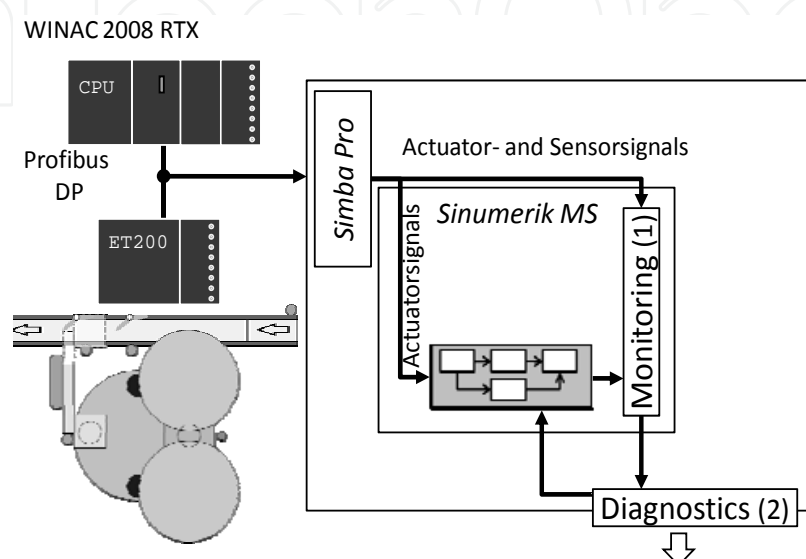 WINAC 2008 RTX
CPU
Profibus
DP
ET200
Simba Pro
Actuator- and Sensorsignals
Sinumerik MS
Actuatorsignals
Monitoring (1)
Diagnostics (2)